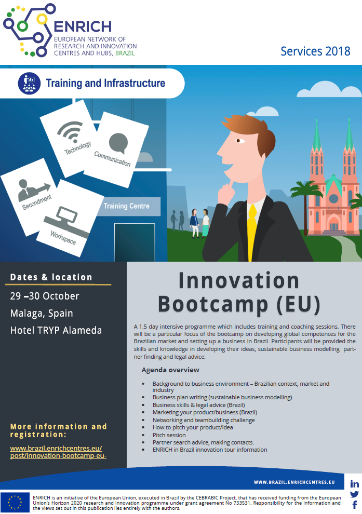 ENRICH
EUROPEAN NETWORK OF
RESEARCH AND INNOVATION
CENTRES AND HUBS, BRAZIL
Services 2018
Training and Infrastructure
Technology
Communication
Secondment
Workspace
Training Centre
Dates & location
29 –30 October
Malaga, Spain
Hotel TRYP Alameda
More information and
registration:
www.brazil.enrichcentres.eu/
post/innovation-bootcamp-eu
Innovation
Bootcamp (EU)
A 1.5 day intensive programme which includes training and coaching sessions. There
will be a particular focus of the bootcamp on developing global competences for the
Brazilian market and setting up a business in Brazil. Participants will be provided the
skills and knowledge in developing their ideas, sustainable business modelling, part-
ner finding and legal advice.
Agenda overview
▪ Background to business environment – Brazilian context, market and
industry
▪ Business plan writing (sustainable business modelling)
▪ Business skills & legal advice (Brazil)
▪ Marketing your product/business (Brazil)
▪ Networking and teambuilding challenge
▪ How to pitch your product/idea
▪ Pitch session
▪ Partner search advice, making contacts
▪ ENRICH in Brazil innovation tour information
WWW.BRAZIL.ENRICHCENTRES.EU
ENRICH is an initiative of the European Union, executed in Brazil by the CEBRABIC Project, that has received funding from the European
Union's Horizon 2020 research and innovation programme under grant agreement No 733531. Responsibility for the information and
the views set out in this publication lies entirely with the authors.